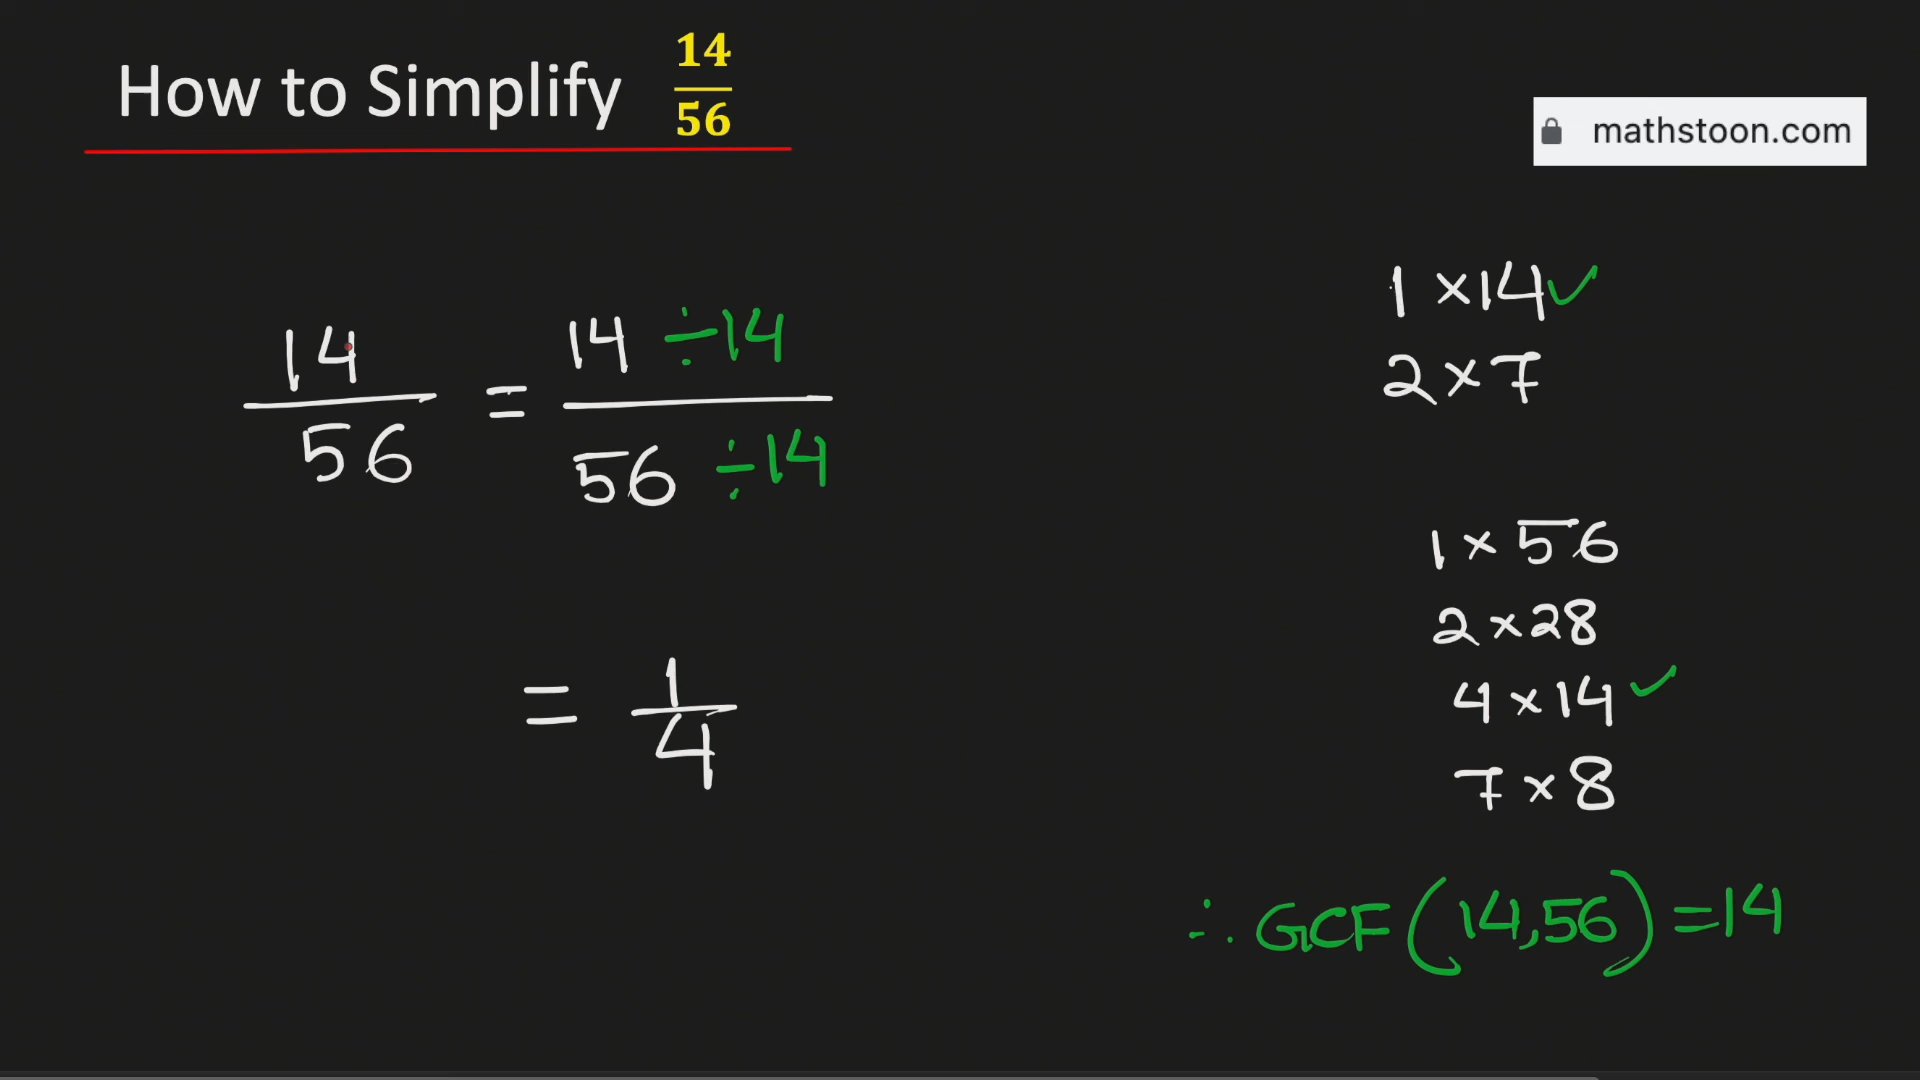 How to Simplify 14/56
mathstoon.com
14/56 = 14 ÷14 / 56 ÷14
= 1/4
1 × 14 ✓
2 × 7
1 × 56
2 × 28
4 × 14 ✓
7 × 8
∴ GCF (14,56) = 14